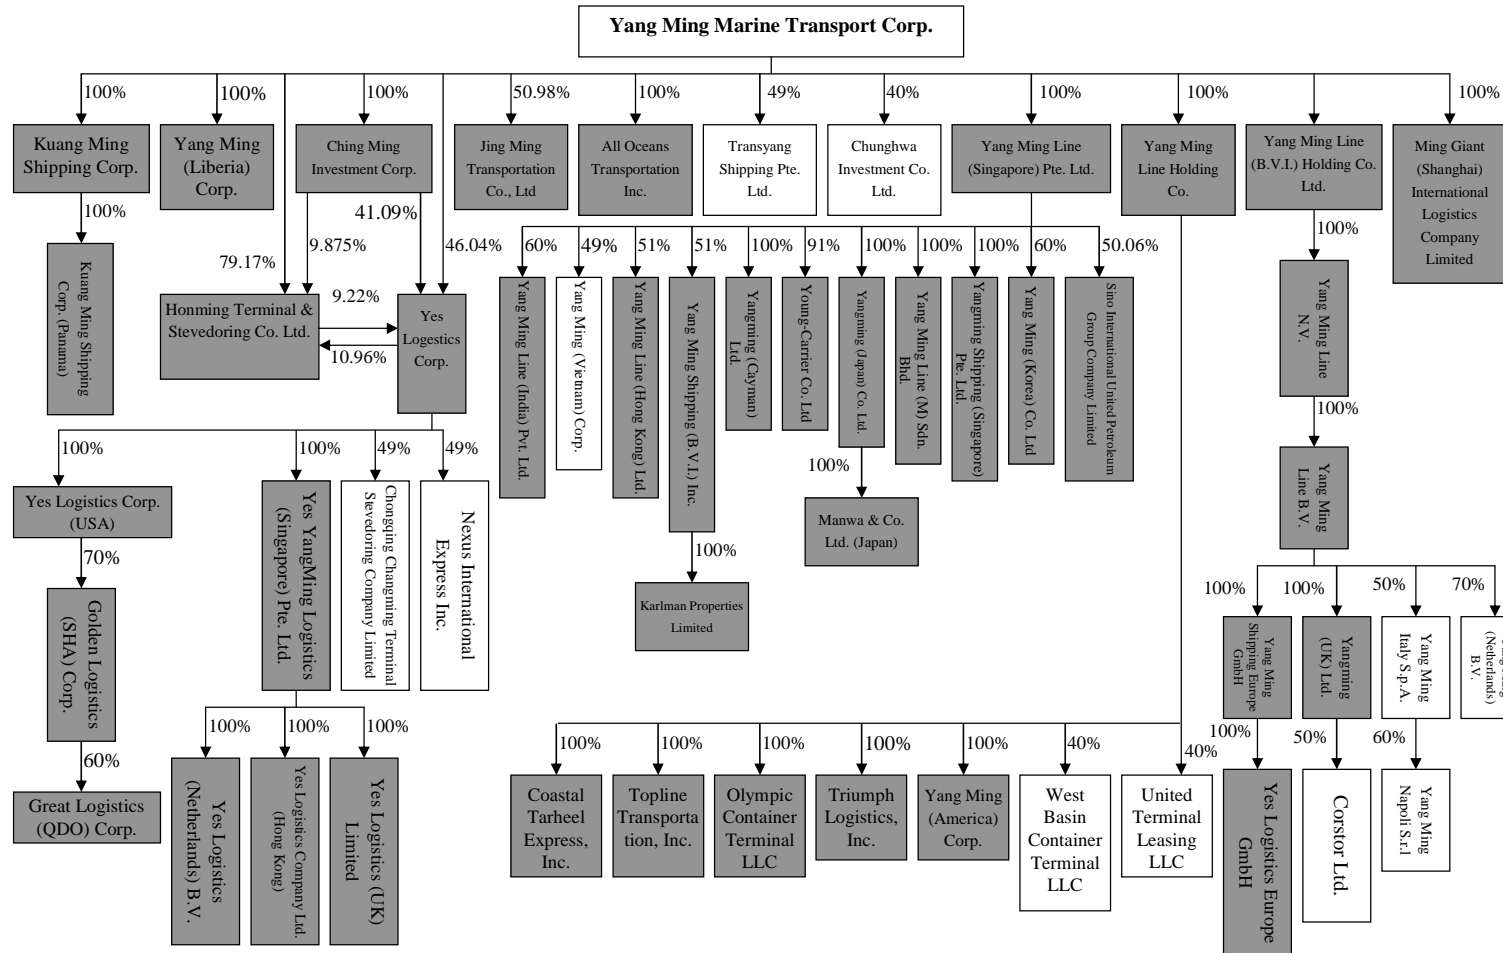 Yang Ming Marine Transport Corp.
100%
100%
100%
50.98%
100%
49%
40%
100%
100%
100%
Kuang Ming
Shipping Corp.
Yang Ming
(Liberia)
Corp.
Ching Ming
Investment Corp.
Jing Ming
Transportation
Co., Ltd
All Oceans
Transportation
Inc.
Transyang
Shipping Pte.
Ltd.
Chunghwa
Investment Co.
Ltd.
Yang Ming Line
(Singapore) Pte. Ltd.
Yang Ming
Line Holding
Co.
Yang Ming Line
(B.V.I.) Holding Co.
Ltd.
Ming Giant
(Shanghai)
International
Logistics
Company
Limited
100%
79.17%
9.875%
41.09%
46.04%
60%
49%
51%
51%
100%
91%
100%
100%
100%
60%
50.06%
100%
Kuang Ming Shipping
Corp. (Panama)
Honming Terminal &
Stevedoring Co. Ltd.
9.22%
10.96%
Yes
Logestics
Corp.
Yang Ming Line (India) Pvt. Ltd.
Yang Ming (Vietnam) Corp.
Yang Ming Line (Hong Kong) Ltd.
Yang Ming Shipping (B.V.I.) Inc.
Yangming (Cayman)
Ltd.
Young-Carrier Co. Ltd
Yangming (Japan) Co. Ltd.
Yang Ming Line (M) Sdn.
Bhd.
Yangming Shipping (Singapore)
Pte. Ltd.
Yang Ming (Korea) Co. Ltd
Sino International United Petroleum
Group Company Limited
Yang Ming Line
N.V.
100%
Yang Ming
Line B.V.
100%
100%
49%
49%
100%
Manwa & Co.
Ltd. (Japan)
100%
Karlman Properties
Limited
Yes Logistics Corp.
(USA)
Yes YangMing Logistics
(Singapore) Pte. Ltd.
Chongqing Changming Terminal
Stevedoring Company Limited
Nexus International
Express Inc.
70%
Golden Logistics
(SHA) Corp.
60%
Great Logistics
(QDO) Corp.
100%
100%
100%
Yes Logistics
(Netherlands) B.V.
Yes Logistics Company Ltd.
(Hong Kong)
Yes Logistics (UK)
Limited
100%
100%
50%
70%
Yang Ming
Shipping Europe
GmbH
Yangming
(UK) Ltd.
Yang Ming
Italy S.p.A.
(Netherlands)
B.V.
100%
50%
60%
Yes Logistics Europe
GmbH
Corstor Ltd.
Yang Ming
Napoli S.r.l
100%
100%
100%
100%
100%
40%
40%
Coastal
Tarheel
Express,
Inc.
Topline
Transporta
tion, Inc.
Olympic
Container
Terminal
LLC
Triumph
Logistics,
Inc.
Yang Ming
(America)
Corp.
West
Basin
Container
Terminal
LLC
United
Terminal
Leasing
LLC